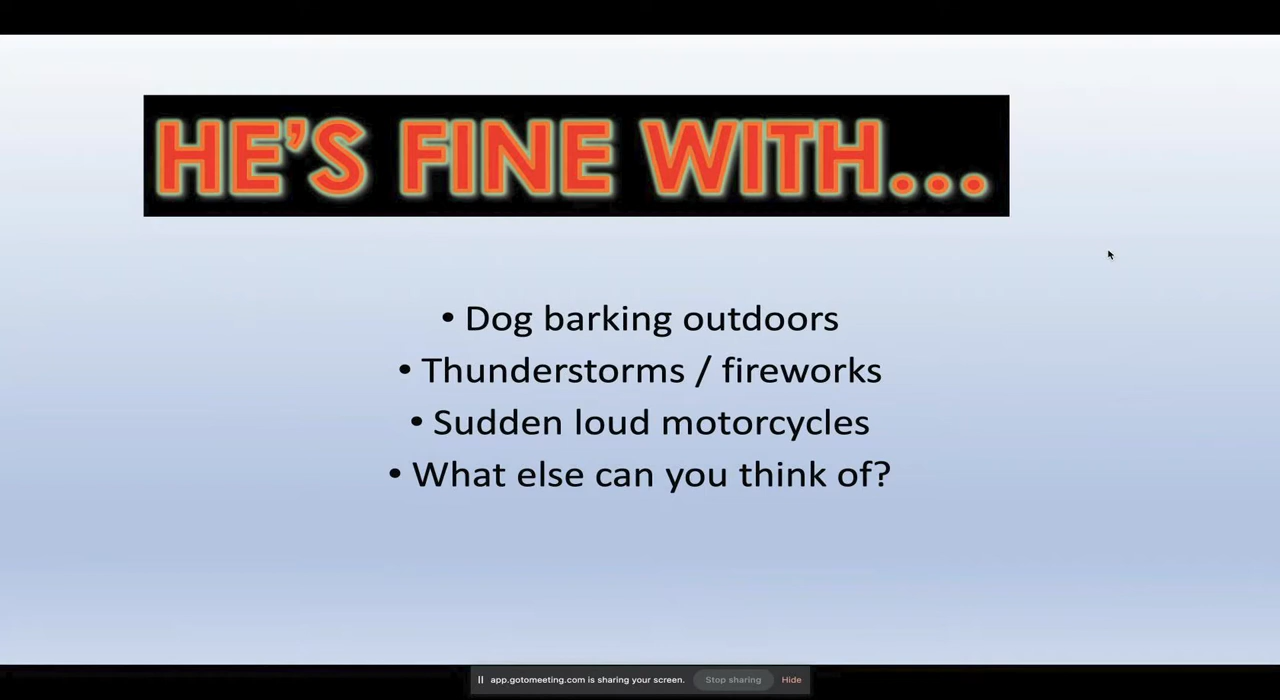 HE'S FINE WITH...
• Dog barking outdoors
• Thunderstorms / fireworks
• Sudden loud motorcycles
• What else can you think of?
app.gotomeeting.com is sharing your screen. Stop sharing Hide